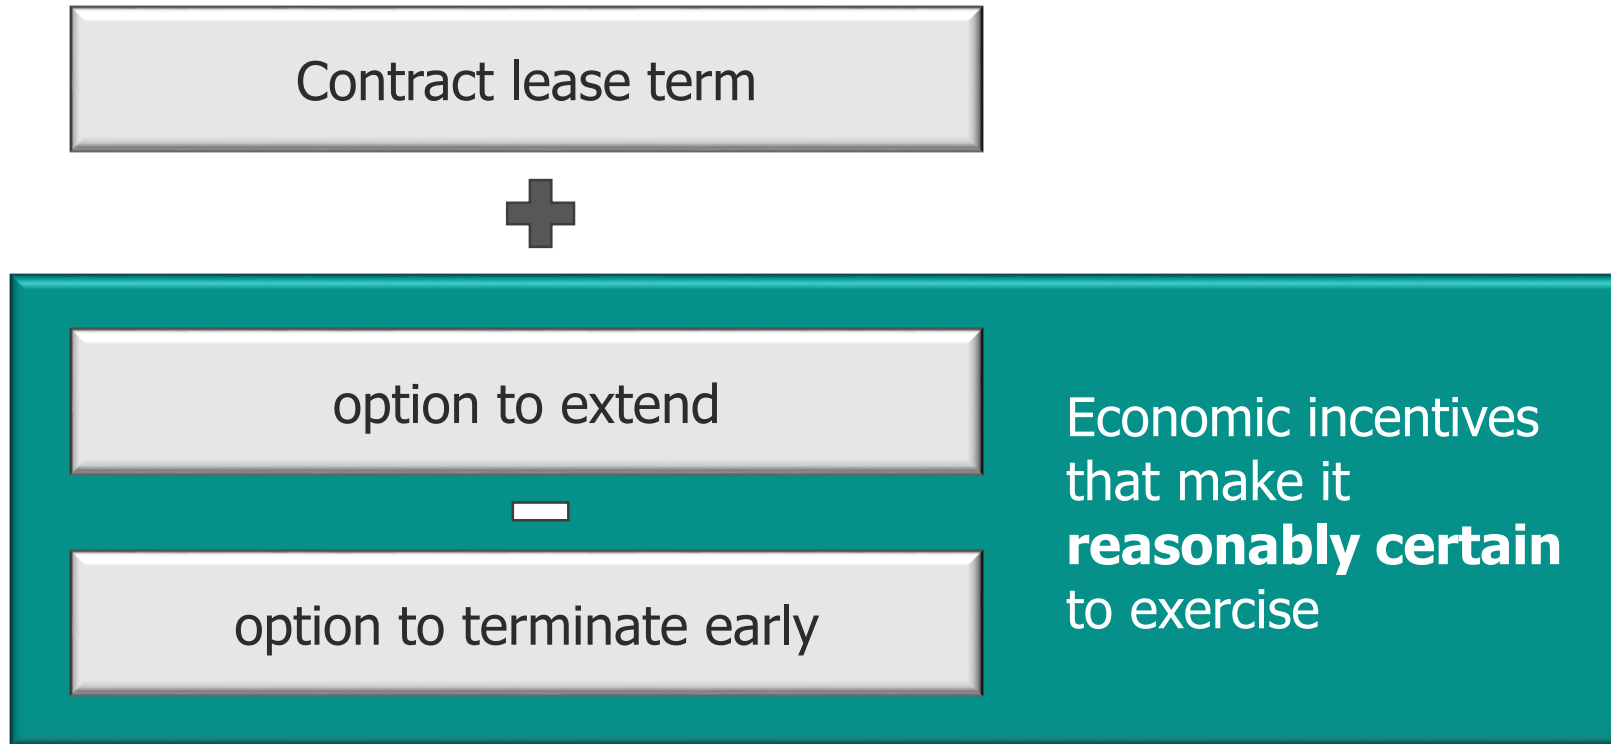 Contract lease term
option to extend
option to terminate early
Economic incentives
that make it
reasonably certain
to exercise